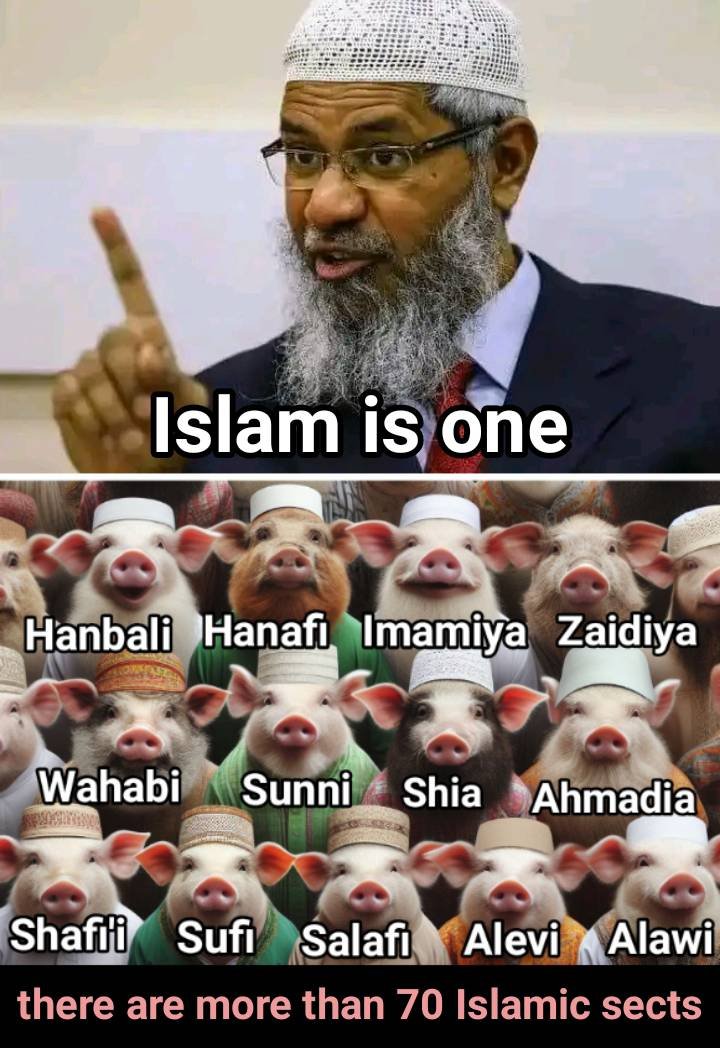 Islam is one
Hanbali Hanafi Imamiya Zaidiya
Wahabi Sunni Shia Ahmadia
Shafi'i Sufi Salafi Alevi Alawi
there are more than 70 Islamic sects